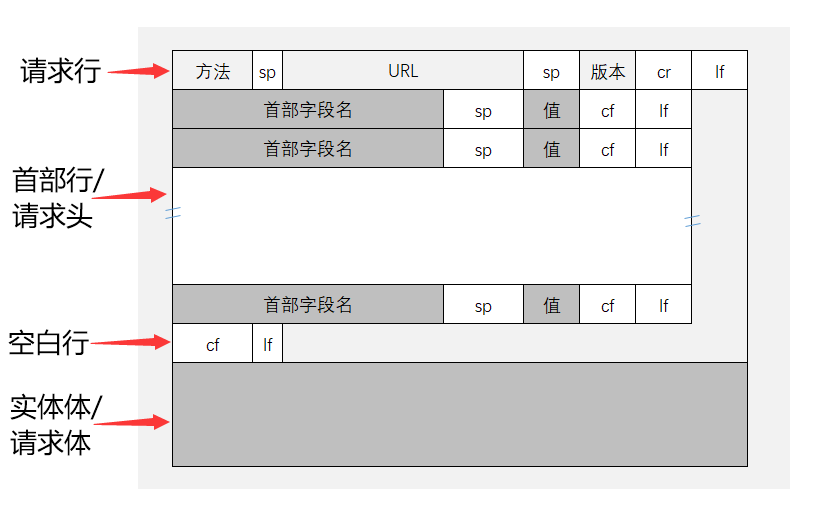 请求行
方法 sp URL sp 版本 cr lf
首部字段名 sp 值 cf lf
首部字段名 sp 值 cf lf
首部行/
请求头
首部字段名 sp 值 cf lf
空白行
cf lf
实体体/
请求体